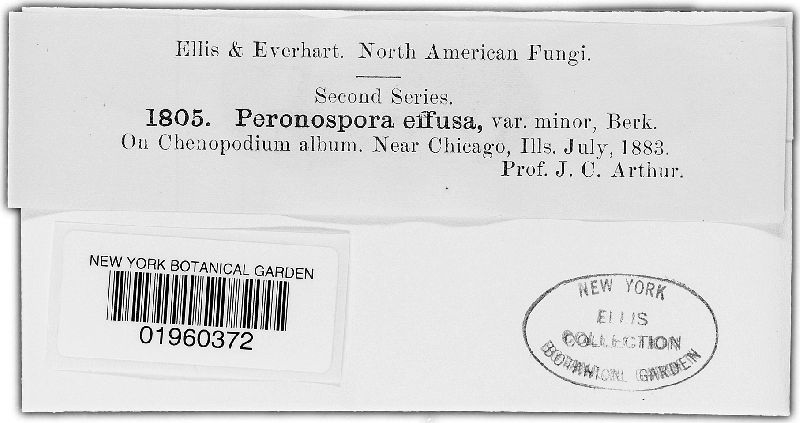 Ellis & Everhart. North American Fungi.
Second Series.
1805. Peronospora effusa, var. minor, Berk.
On Chenopodium album. Near Chicago, Ills. July, 1883.
Prof. J. C. Arthur.
NEW YORK BOTANICAL GARDEN
01960372
NEW YORK
ELLIS
COLLECTION
BOTANICAL GARDEN